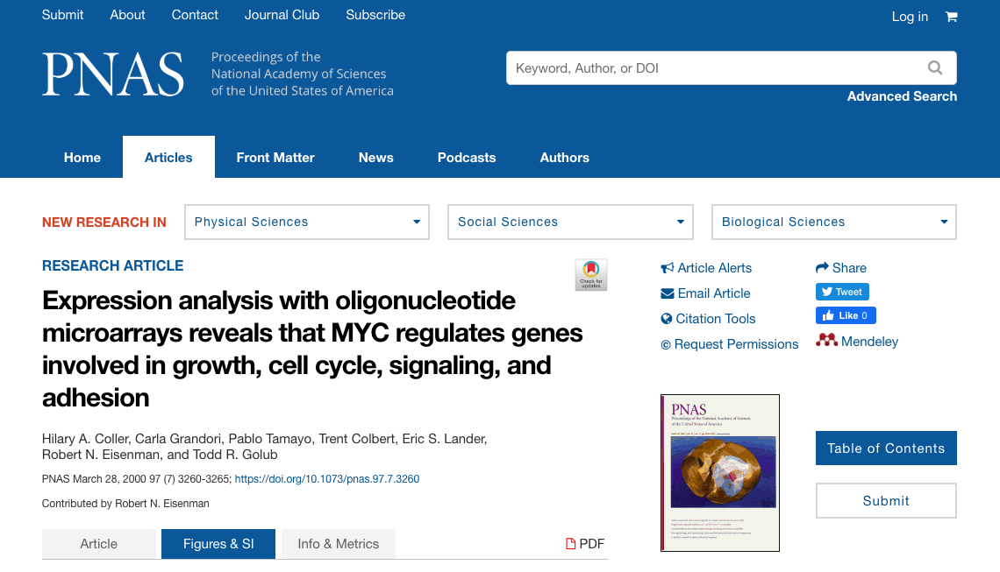 Submit About Contact Journal Club Subscribe
Log in
PNAS
Proceedings of the
National Academy of Sciences
of the United States of America
Keyword, Author, or DOI
Advanced Search
Home Articles Front Matter News Podcasts Authors
NEW RESEARCH IN
Physical Sciences
Social Sciences
Biological Sciences
RESEARCH ARTICLE
Check for
updates
Expression analysis with oligonucleotide
microarrays reveals that MYC regulates genes
involved in growth, cell cycle, signaling, and
adhesion
Hilary A. Coller, Carla Grandori, Pablo Tamayo, Trent Colbert, Eric S. Lander,
Robert N. Eisenman, and Todd R. Golub
PNAS March 28, 2000 97 (7) 3260-3265; https://doi.org/10.1073/pnas.97.7.3260
Contributed by Robert N. Eisenman
Article
Figures & SI
Info & Metrics
PDF
Article Alerts
Email Article
Citation Tools
© Request Permissions
Share
Tweet
Like 0
Mendeley
PNAS
Proceedings of the National Academy of Sciences
of the United States of America
Table of Contents
Submit